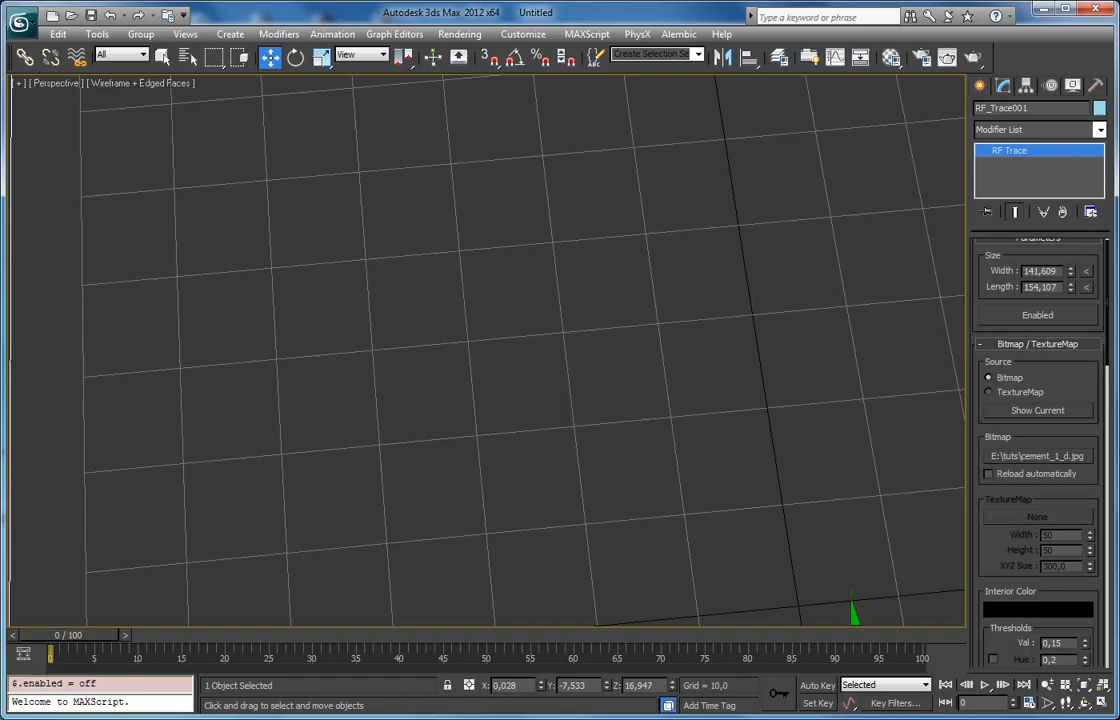 Autodesk 3ds Max 2012 x64 Untitled
Type a keyword or phrase
Edit Tools Group Views Create Modifiers Animation Graph Editors Rendering Customize MAXScript PhysX Alembic Help
All View Create Selection Se
[ + ] [ Perspective ] [ Wireframe + Edged Faces ]
RF_Trace001
Modifier List
RF Trace
Parameters
Size
Width : 141,609 <
Length : 154,107 <
Enabled
- Bitmap / TextureMap
Source
Bitmap
TextureMap
Show Current
Bitmap
E:\tuts\cement_1_d.jpg
Reload automatically
TextureMap
None
Width : 50
Height : 50
XYZ Size : 300,0
Interior Color
Thresholds
Val : 0,15
Hue : 0,2
y
< 0 / 100 >
0 5 10 15 20 25 30 35 40 45 50 55 60 65 70 75 80 85 90 95 100
$.enabled = off
Welcome to MAXScript.
1 Object Selected X: 0,028 Y: -7,533 Z: 16,947 Grid = 10,0
Click and drag to select and move objects Add Time Tag
Auto Key Selected
Set Key Key Filters... 0